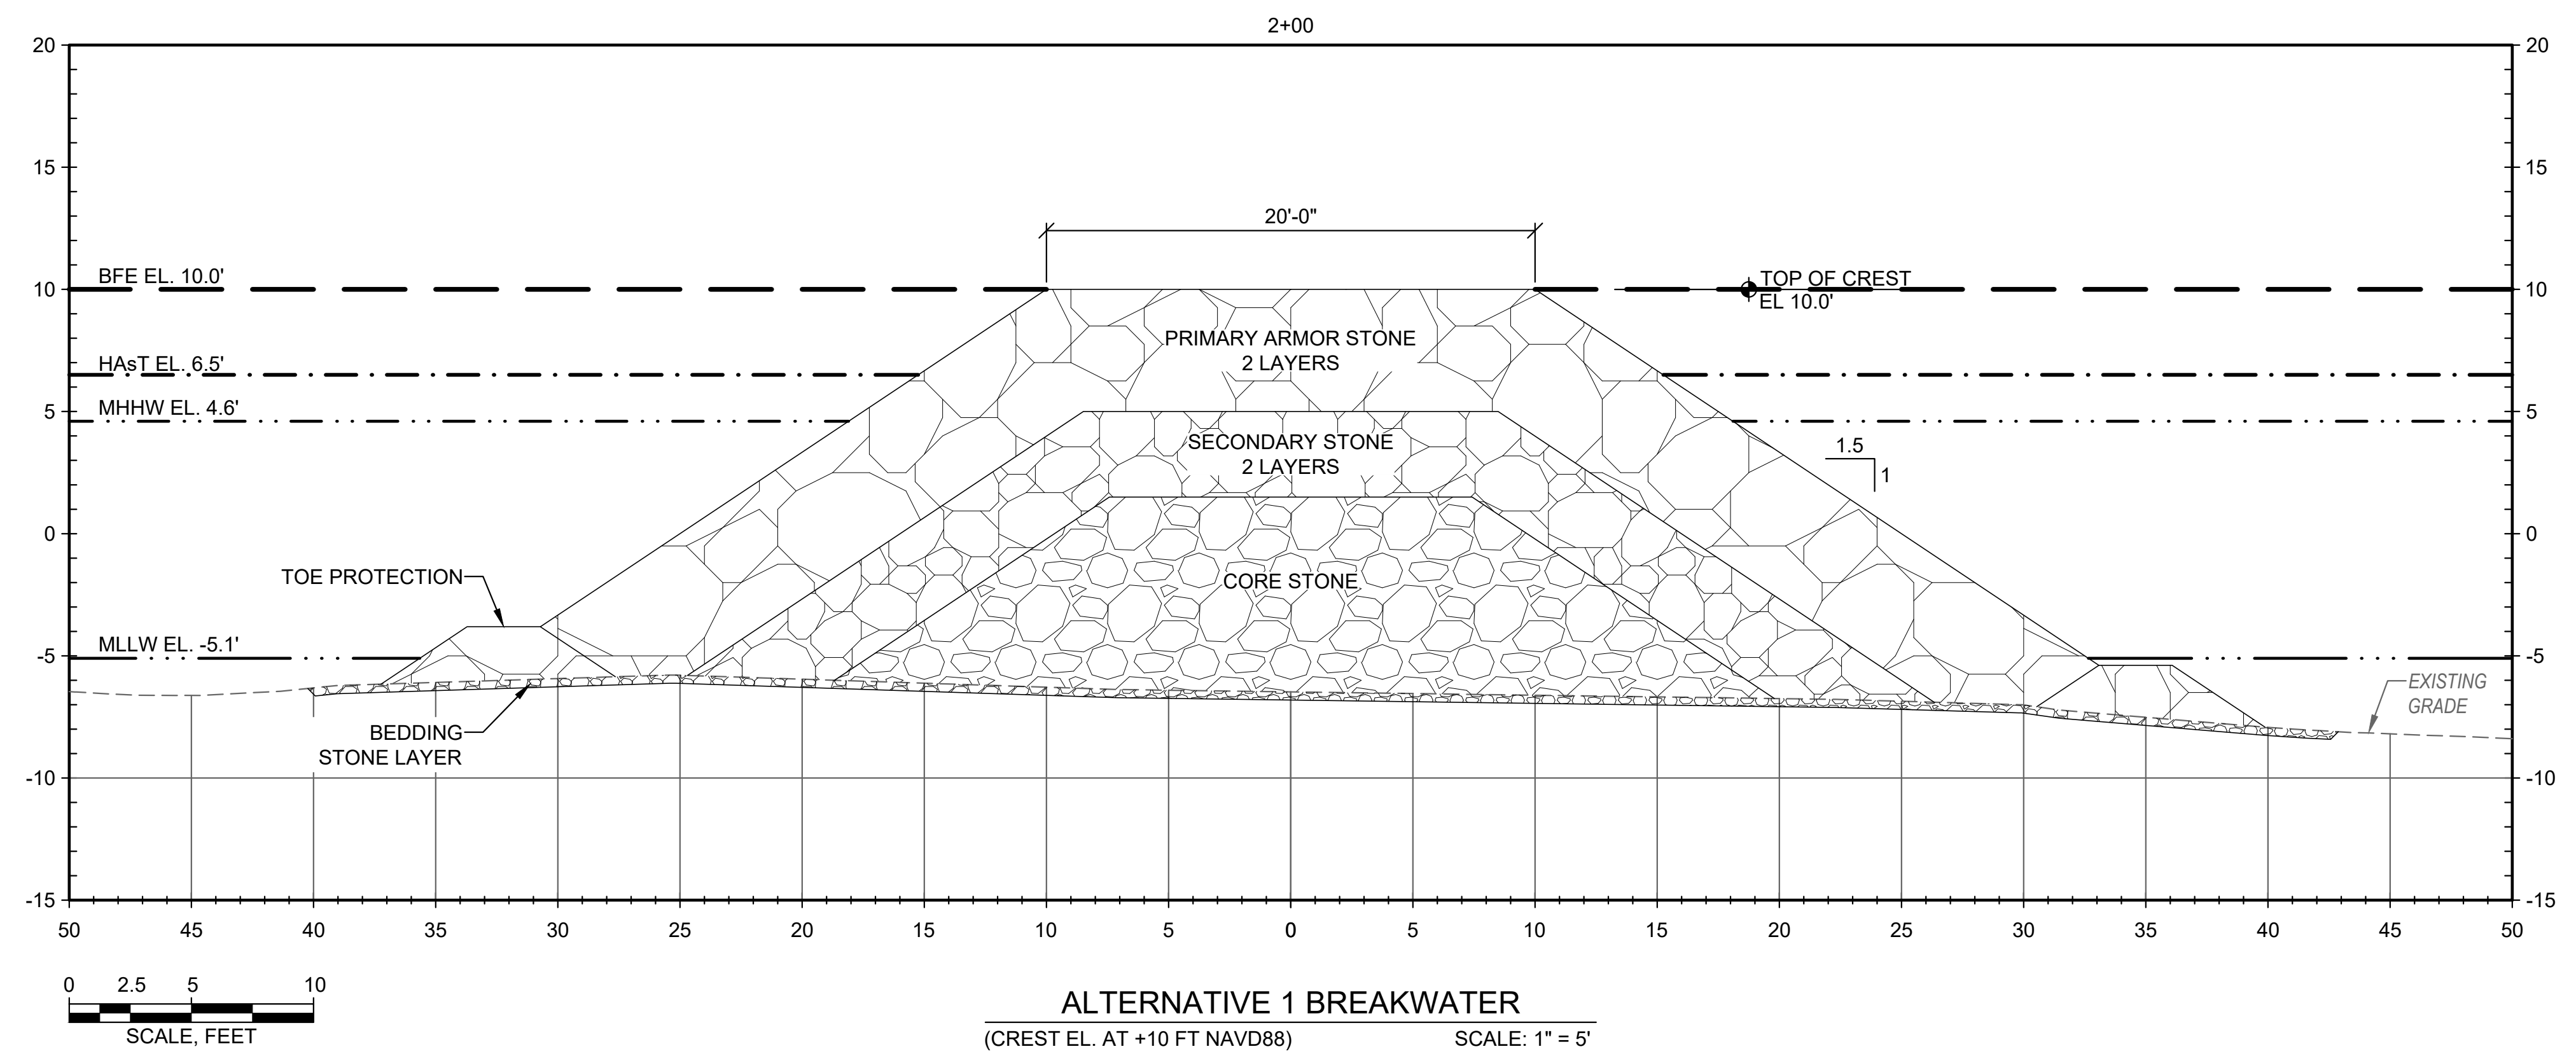 2+00
20
20
15
15
20'-0"
BFE EL. 10.0'
TOP OF CREST
EL 10.0'
10
10
PRIMARY ARMOR STONE
2 LAYERS
HAsT EL. 6.5'
MHHW EL. 4.6'
5
5
SECONDARY STONE
2 LAYERS
1.5
1
0
0
TOE PROTECTION
CORE STONE
MLLW EL. -5.1'
-5
-5
EXISTING
GRADE
BEDDING
STONE LAYER
-10
-10
-15
-15
50 45 40 35 30 25 20 15 10 5 0 5 10 15 20 25 30 35 40 45 50
0 2.5 5 10
SCALE, FEET
ALTERNATIVE 1 BREAKWATER
(CREST EL. AT +10 FT NAVD88) SCALE: 1" = 5'